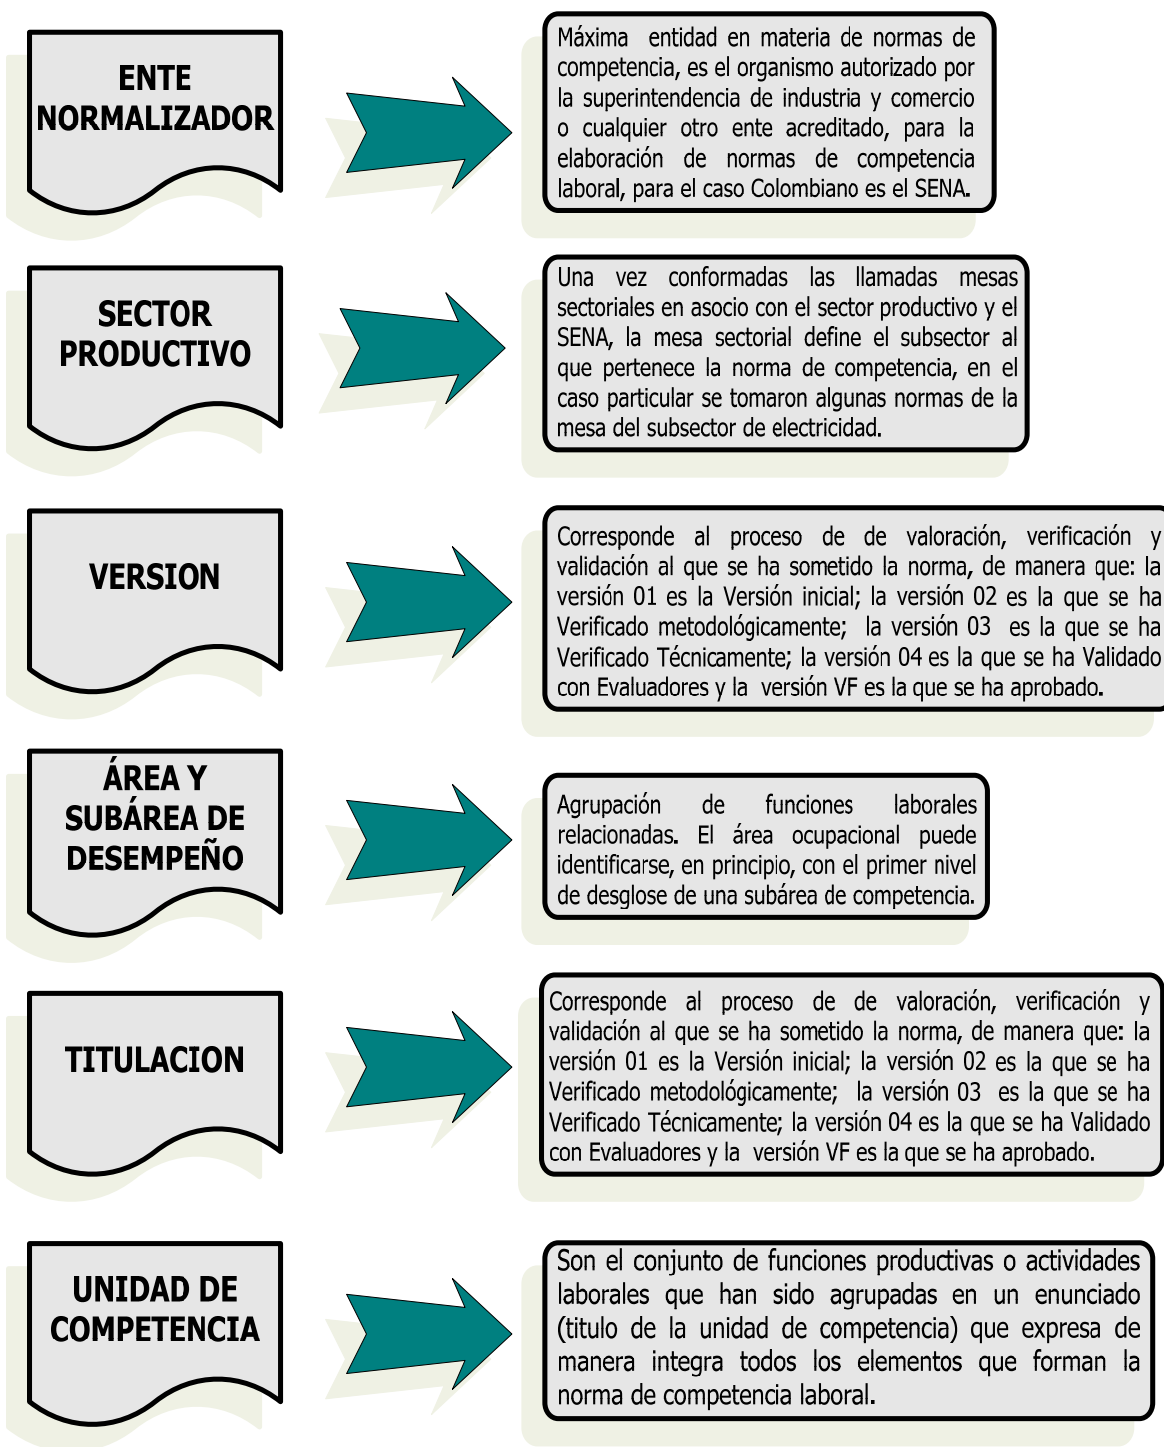 ENTE
NORMALIZADOR
Máxima entidad en materia de normas de
competencia, es el organismo autorizado por
la superintendencia de industria y comercio
o cualquier otro ente acreditado, para la
elaboración de normas de competencia
laboral, para el caso Colombiano es el SENA.
SECTOR
PRODUCTIVO
Una vez conformadas las llamadas mesas
sectoriales en asocio con el sector productivo y el
SENA, la mesa sectorial define el subsector al
que pertenece la norma de competencia, en el
caso particular se tomaron algunas normas de la
mesa del subsector de electricidad.
VERSION
Corresponde al proceso de de valoración, verificación y
validación al que se ha sometido la norma, de manera que: la
versión 01 es la Versión inicial; la versión 02 es la que se ha
Verificado metodológicamente; la versión 03 es la que se ha
Verificado Técnicamente; la versión 04 es la que se ha Validado
con Evaluadores y la versión VF es la que se ha aprobado.
ÁREA Y
SUBÁREA DE
DESEMPEÑO
Agrupación de funciones laborales
relacionadas. El área ocupacional puede
identificarse, en principio, con el primer nivel
de desglose de una subárea de competencia.
TITULACION
Corresponde al proceso de de valoración, verificación y
validación al que se ha sometido la norma, de manera que: la
versión 01 es la Versión inicial; la versión 02 es la que se ha
Verificado metodológicamente; la versión 03 es la que se ha
Verificado Técnicamente; la versión 04 es la que se ha Validado
con Evaluadores y la versión VF es la que se ha aprobado.
UNIDAD DE
COMPETENCIA
Son el conjunto de funciones productivas o actividades
laborales que han sido agrupadas en un enunciado
(titulo de la unidad de competencia) que expresa de
manera integra todos los elementos que forman la
norma de competencia laboral.